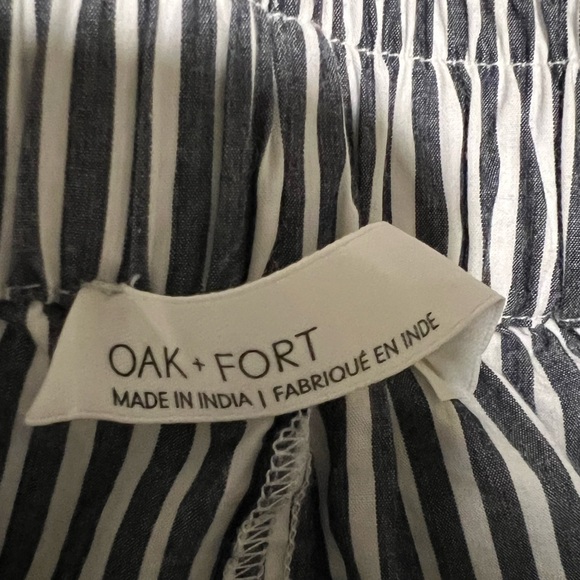 OAK + FORT
MADE IN INDIA | FABRIQUÉ EN INDE